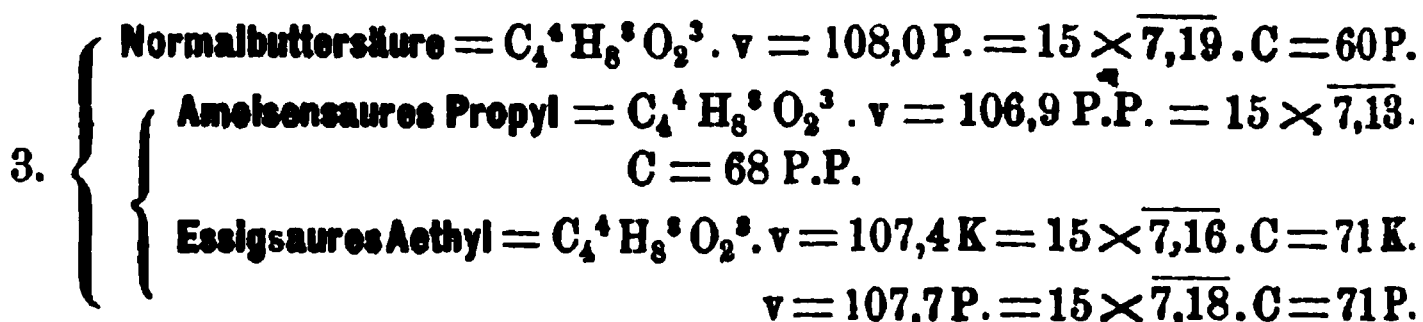 3. Normalbuttersäure = C₄⁴ H₈⁸ O₂³. v = 108,0 P. = 15 × 7,19. C = 60 P.
Ameisensaures Propyl = C₄⁴ H₈⁸ O₂³. v = 106,9 P.P. = 15 × 7,13.
C = 68 P.P.
Essigsaures Aethyl = C₄⁴ H₈⁸ O₂³. v = 107,4 K = 15 × 7,16. C = 71 K.
v = 107,7 P. = 15 × 7,18. C = 71 P.